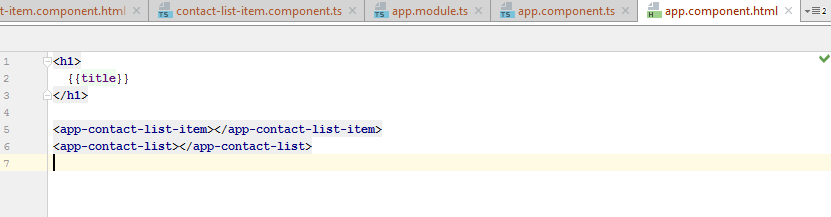 t-item.component.html contact-list-item.component.ts app.module.ts app.component.ts app.component.html 2
1 <h1>
2 {{title}}
3 </h1>
4
5 <app-contact-list-item></app-contact-list-item>
6 <app-contact-list></app-contact-list>
7